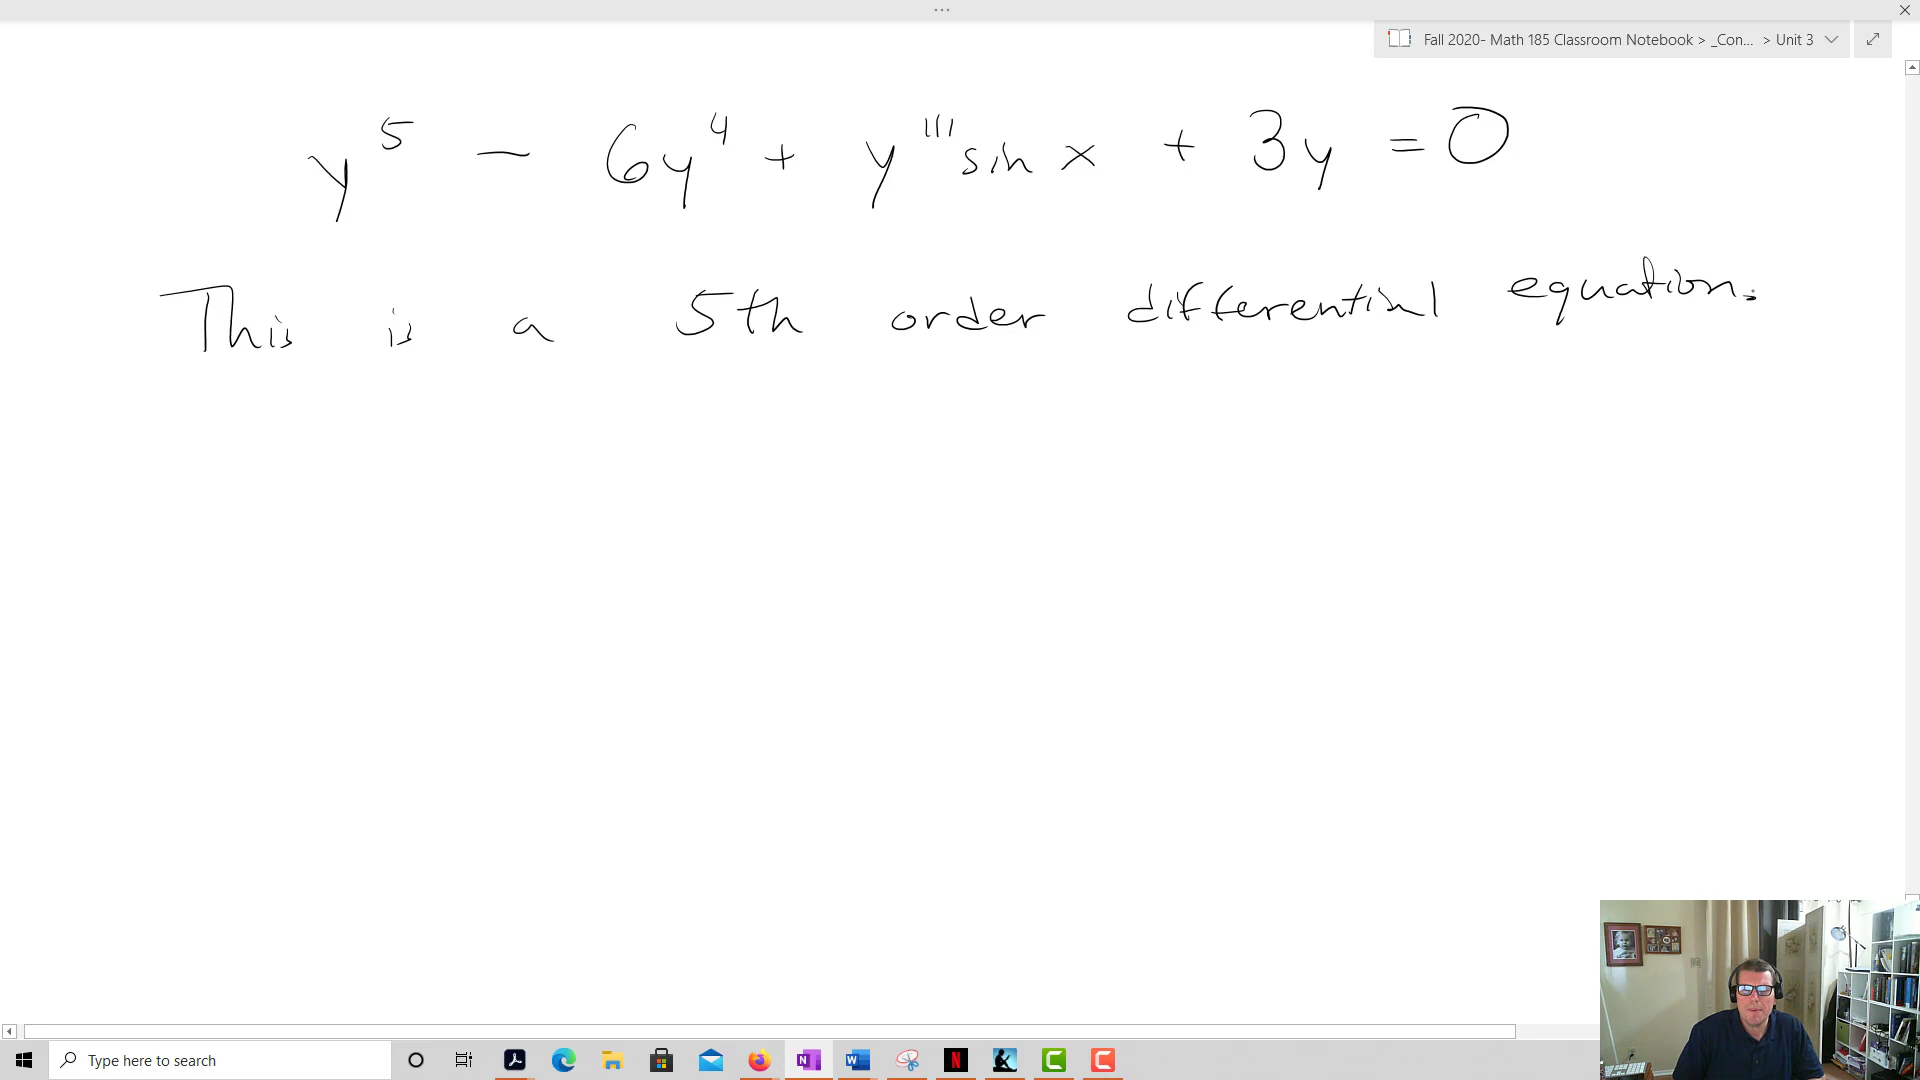 ...
Fall 2020- Math 185 Classroom Notebook > _Con... > Unit 3
y⁵ - 6y⁴ + y''' sin x + 3y = 0
This is a 5th order differential equation.
Type here to search